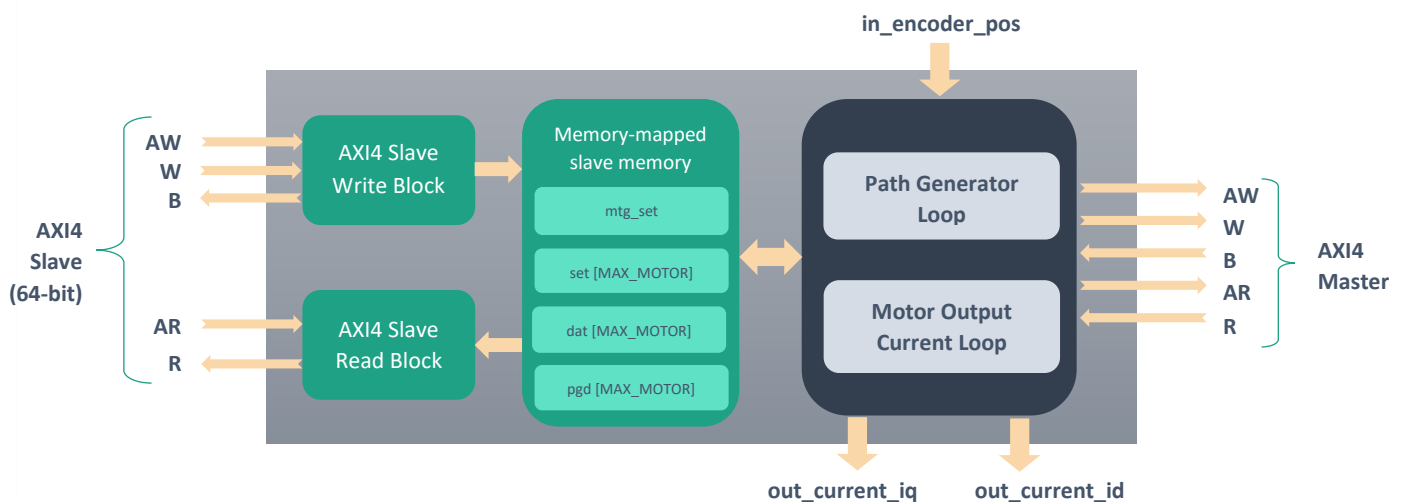 in_encoder_pos
AXI4
Slave
(64-bit)
AW
W
B
AR
R
AXI4 Slave
Write Block
AXI4 Slave
Read Block
Memory-mapped
slave memory
mtg_set
set [MAX_MOTOR]
dat [MAX_MOTOR]
pgd [MAX_MOTOR]
Path Generator
Loop
Motor Output
Current Loop
AW
W
B
AR
R
AXI4
Master
out_current_iq
out_current_id